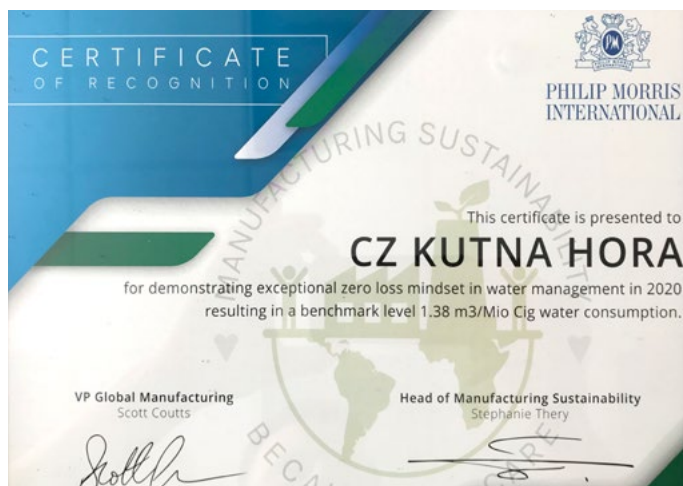 CERTIFICATE
OF RECOGNITION
PM
PHILIP MORRIS
INTERNATIONAL
MANUFACTURING SUSTAINABILITY
This certificate is presented to
CZ KUTNA HORA
for demonstrating exceptional zero loss mindset in water management in 2020
resulting in a benchmark level 1.38 m3/Mio Cig water consumption.
VP Global Manufacturing
Scott Coutts
Head of Manufacturing Sustainability
Stephanie Thery